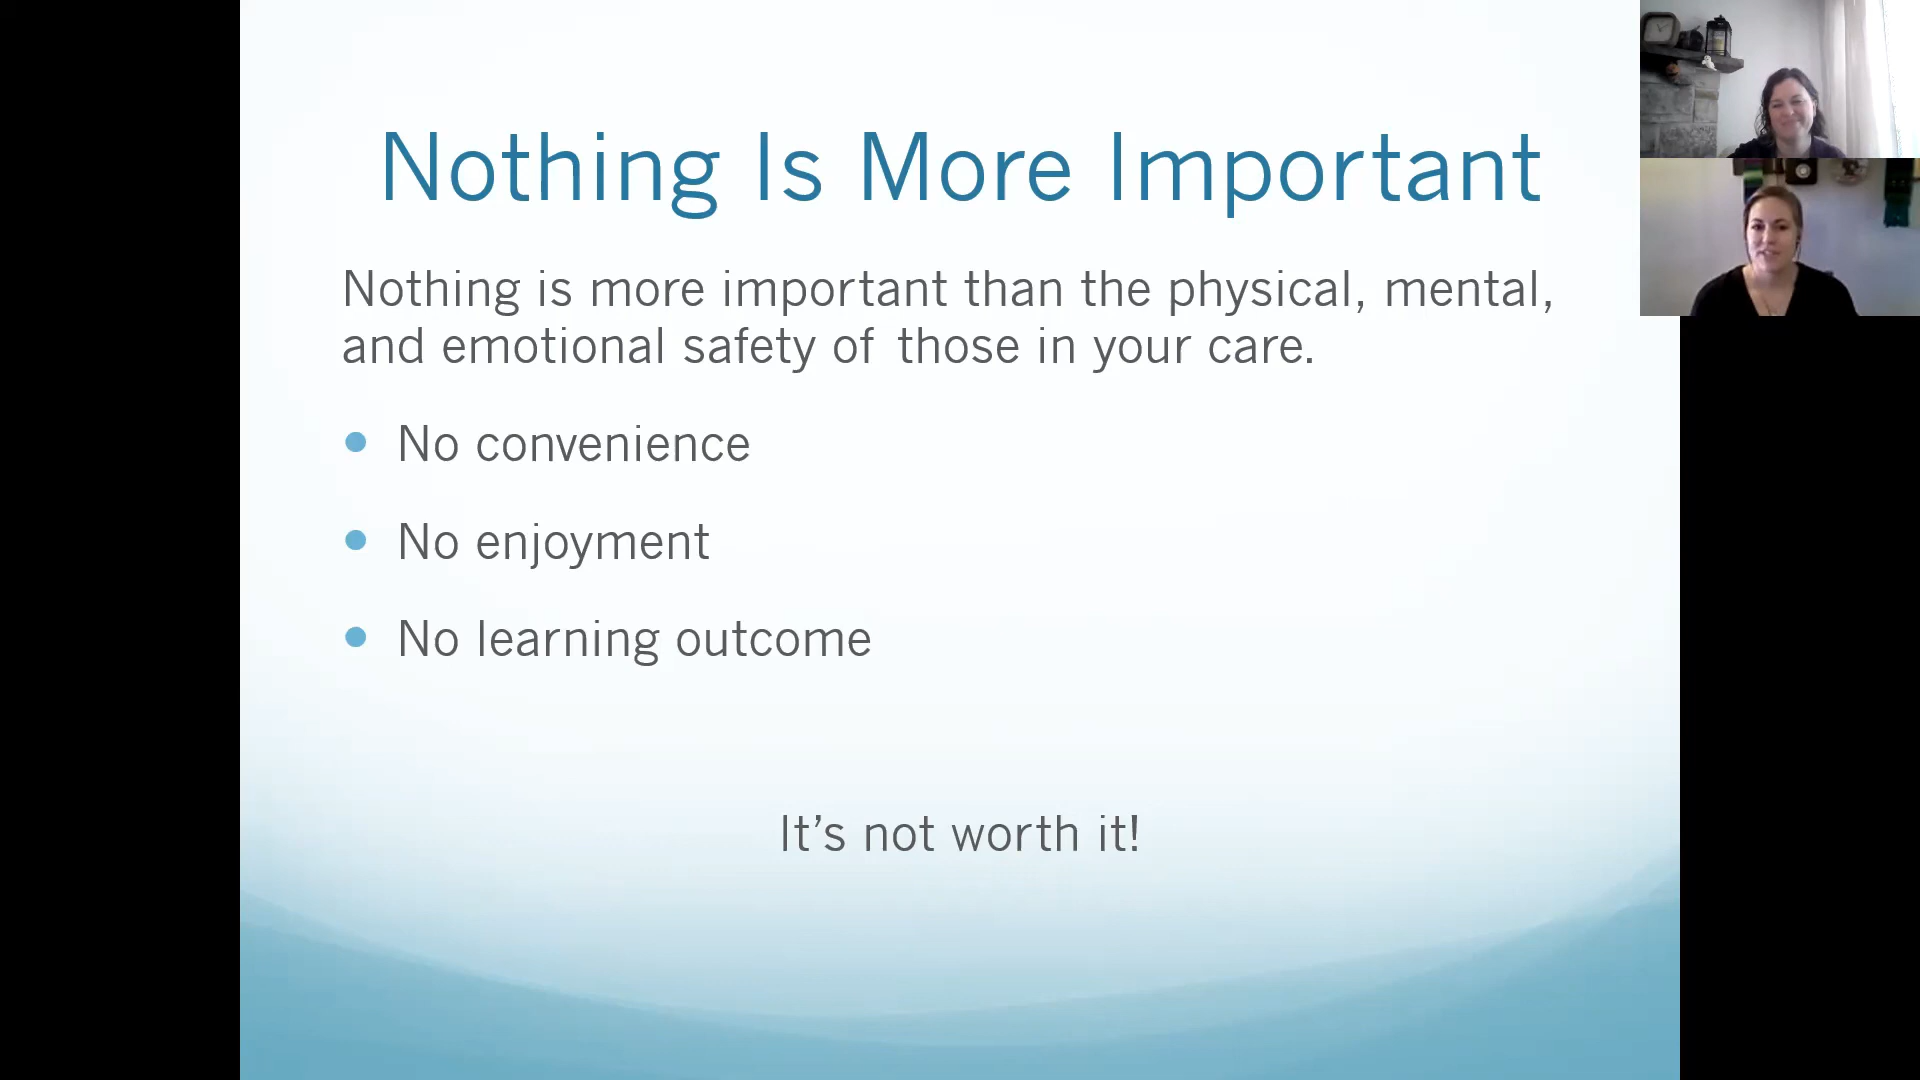 Nothing Is More Important
Nothing is more important than the physical, mental,
and emotional safety of those in your care.
No convenience
No enjoyment
No learning outcome
It’s not worth it!